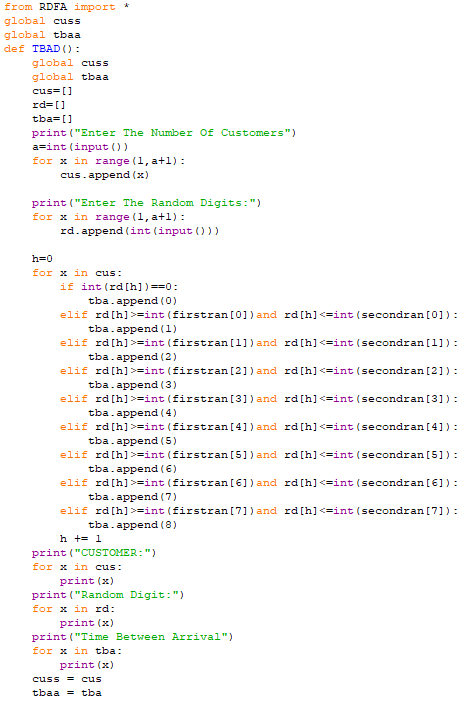 from RDFA import *
global cuss
global tbaa
def TBAD():
    global cuss
    global tbaa
    cus=[]
    rd=[]
    tba=[]
    print("Enter The Number Of Customers")
    a=int(input())
    for x in range(1,a+1):
        cus.append(x)

    print("Enter The Random Digits:")
    for x in range(1,a+1):
        rd.append(int(input()))

    h=0
    for x in cus:
        if int(rd[h])==0:
            tba.append(0)
        elif rd[h]>=int(firstran[0])and rd[h]<=int(secondran[0]):
            tba.append(1)
        elif rd[h]>=int(firstran[1])and rd[h]<=int(secondran[1]):
            tba.append(2)
        elif rd[h]>=int(firstran[2])and rd[h]<=int(secondran[2]):
            tba.append(3)
        elif rd[h]>=int(firstran[3])and rd[h]<=int(secondran[3]):
            tba.append(4)
        elif rd[h]>=int(firstran[4])and rd[h]<=int(secondran[4]):
            tba.append(5)
        elif rd[h]>=int(firstran[5])and rd[h]<=int(secondran[5]):
            tba.append(6)
        elif rd[h]>=int(firstran[6])and rd[h]<=int(secondran[6]):
            tba.append(7)
        elif rd[h]>=int(firstran[7])and rd[h]<=int(secondran[7]):
            tba.append(8)
        h += 1
    print("CUSTOMER:")
    for x in cus:
        print(x)
    print("Random Digit:")
    for x in rd:
        print(x)
    print("Time Between Arrival")
    for x in tba:
        print(x)
    cuss = cus
    tbaa = tba